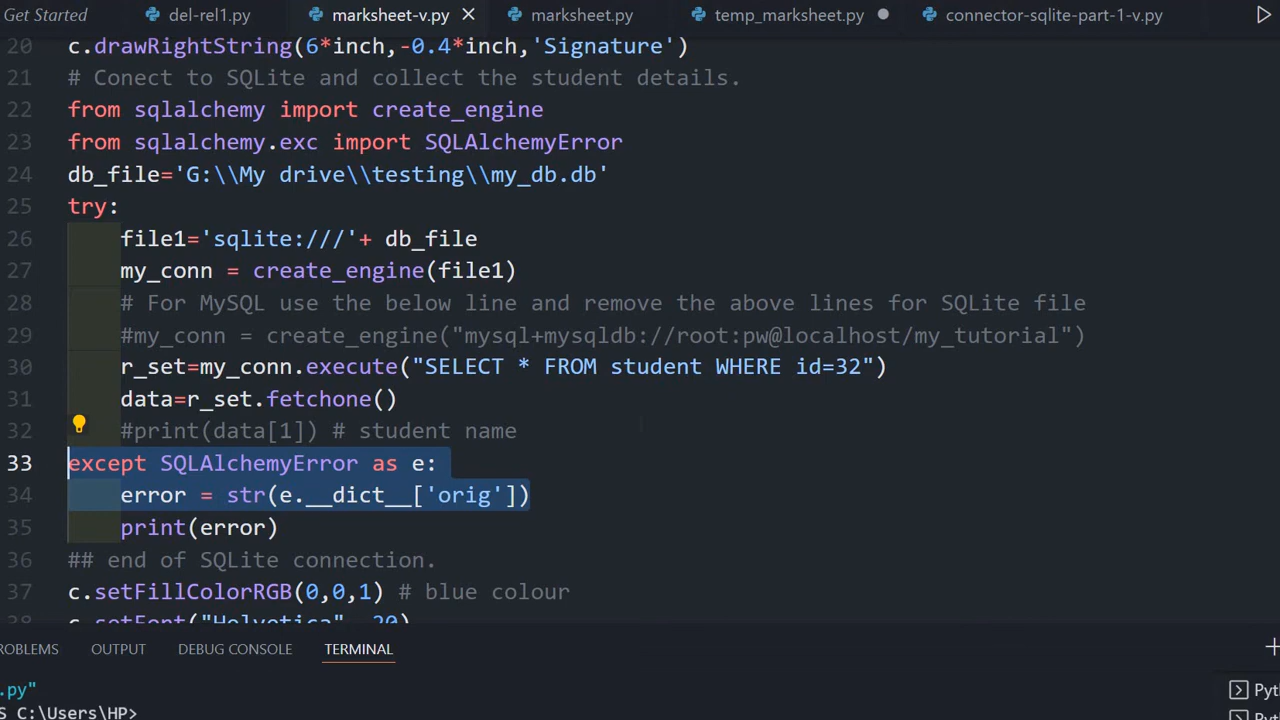 Get Started del-rel1.py marksheet-v.py marksheet.py temp_marksheet.py connector-sqlite-part-1-v.py
20 c.drawRightString(6*inch,-0.4*inch,'Signature')
21 # Conect to SQLite and collect the student details.
22 from sqlalchemy import create_engine
23 from sqlalchemy.exc import SQLAlchemyError
24 db_file='G:\\My drive\\testing\\my_db.db'
25 try:
26 file1='sqlite:///'+ db_file
27 my_conn = create_engine(file1)
28 # For MySQL use the below line and remove the above lines for SQLite file
29 #my_conn = create_engine("mysql+mysqldb://root:pw@localhost/my_tutorial")
30 r_set=my_conn.execute("SELECT * FROM student WHERE id=32")
31 data=r_set.fetchone()
32 #print(data[1]) # student name
33 except SQLAlchemyError as e:
34 error = str(e.__dict__['orig'])
35 print(error)
36 ## end of SQLite connection.
37 c.setFillColorRGB(0,0,1) # blue colour
38 c.setFont("Helvetica", 20)
ROBLEMS OUTPUT DEBUG CONSOLE TERMINAL
.py" Pyt
S C:\Users\HP>